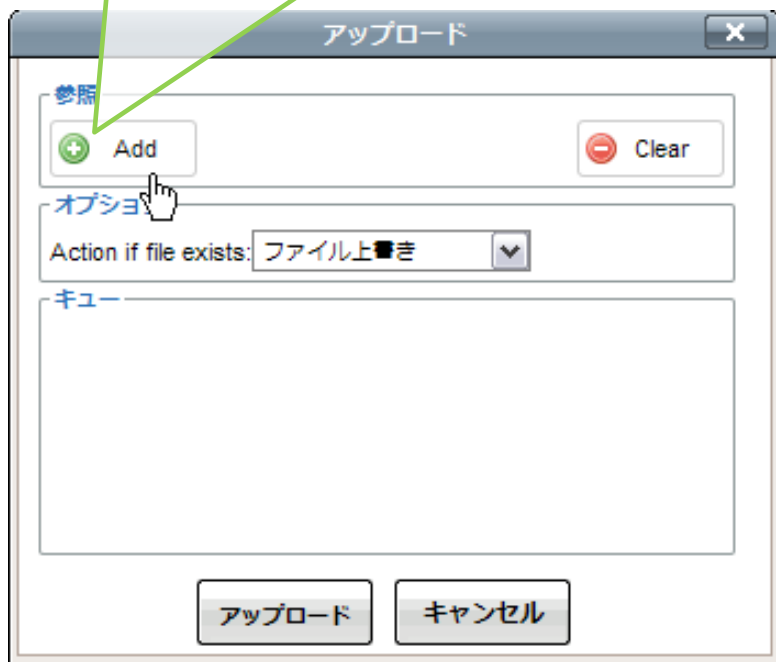 アップロード
参照
Add
Clear
オプション
Action if file exists: ファイル上書き
キュー
アップロード
キャンセル